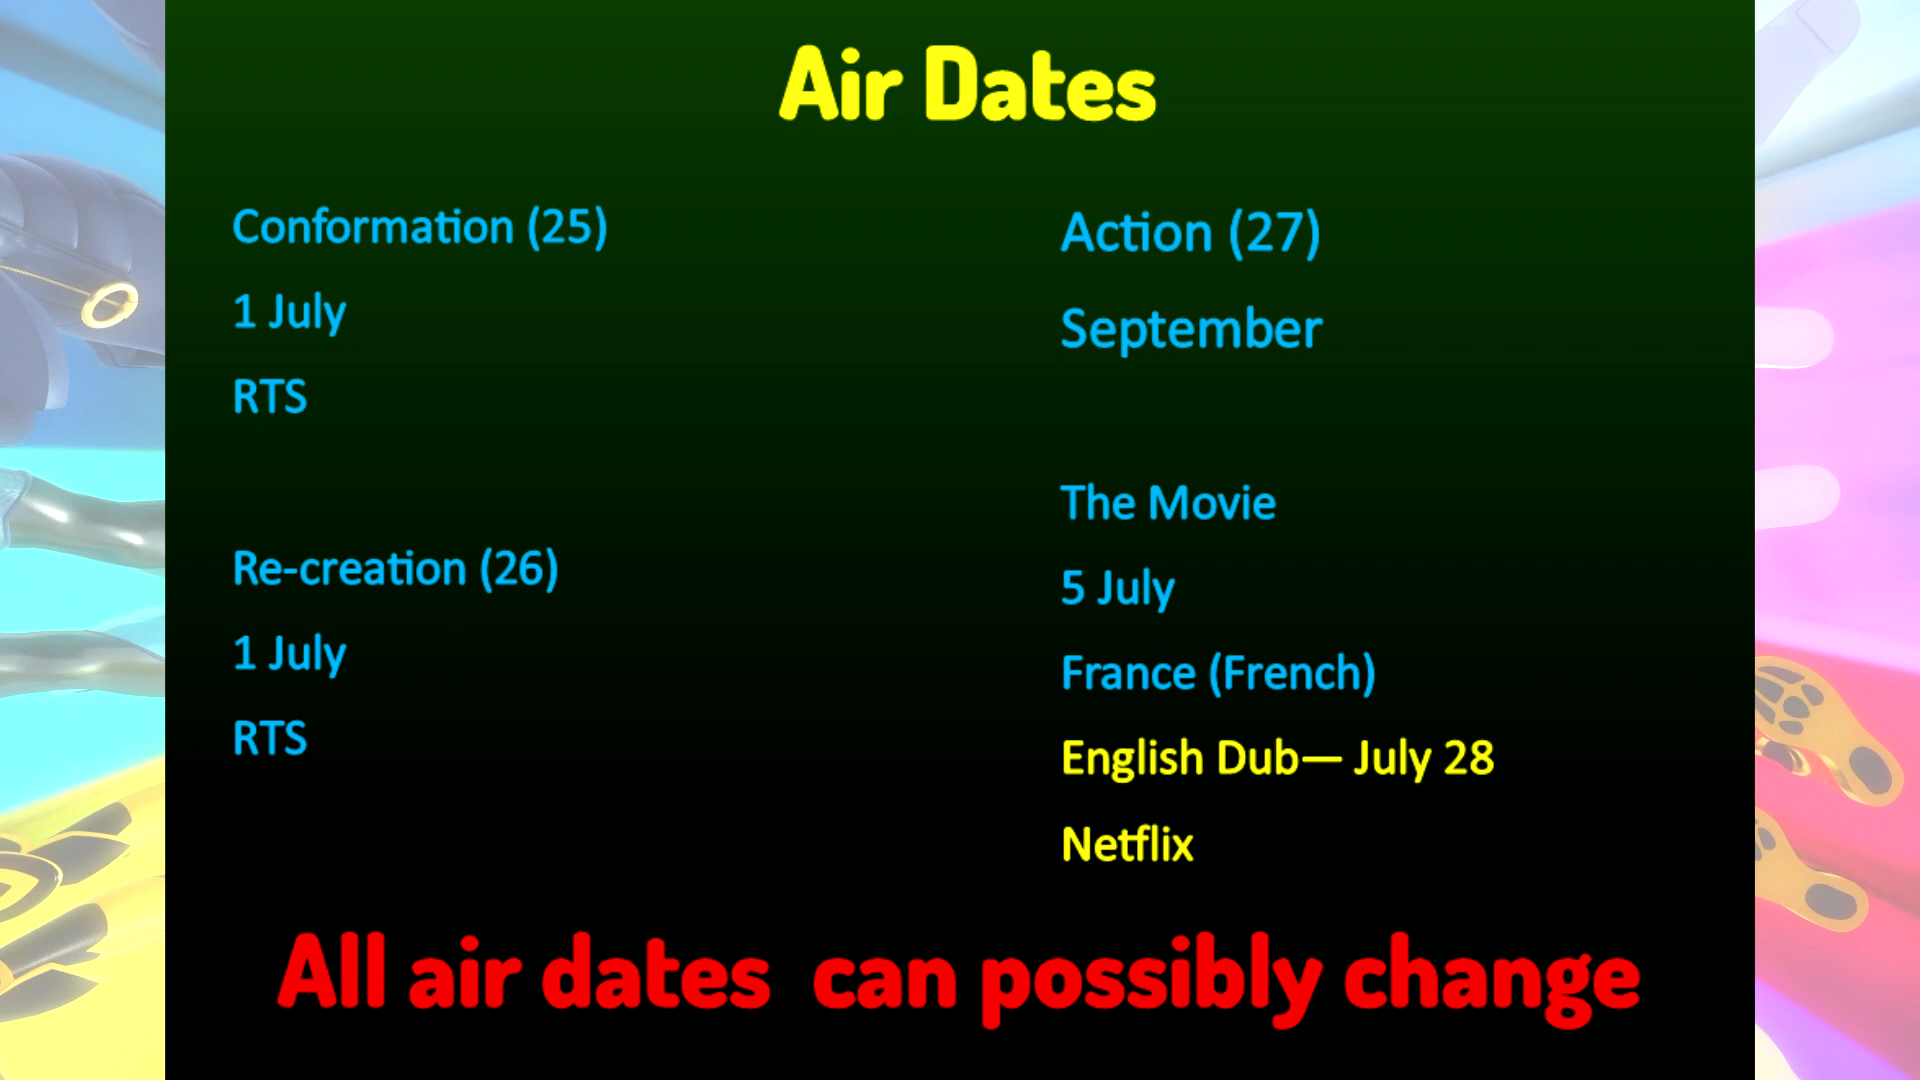 Air Dates
Conformation (25)
1 July
RTS
Re-creation (26)
1 July
RTS
Action (27)
September
The Movie
5 July
France (French)
English Dub— July 28
Netflix
All air dates  can possibly change